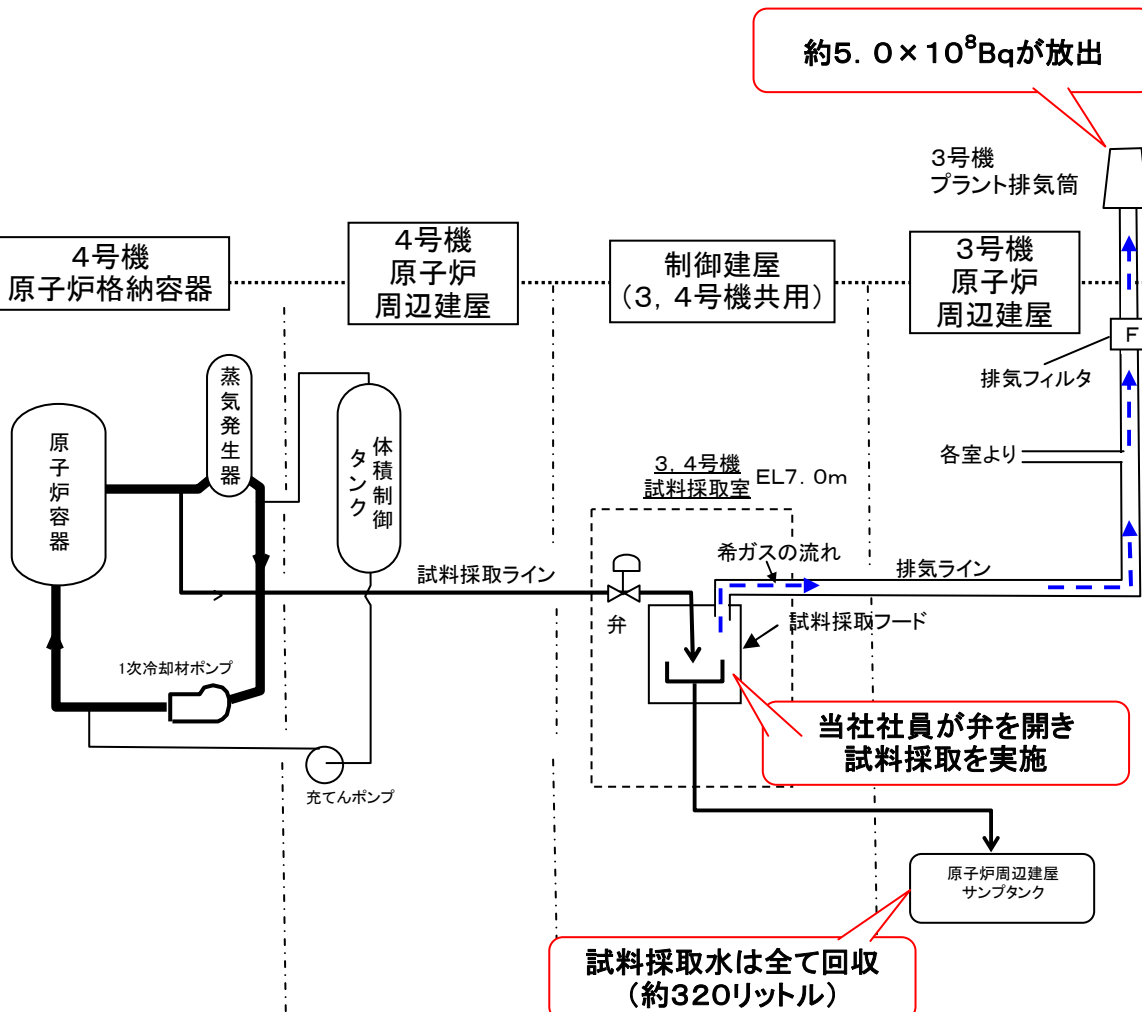 約5.0×10⁸Bqが放出
3号機
プラント排気筒
4号機
原子炉格納容器
4号機
原子炉
周辺建屋
制御建屋
(3,4号機共用)
3号機
原子炉
周辺建屋
F
排気フィルタ
蒸気発生器
原子炉容器
体積制御
タンク
各室より
3,4号機
試料採取室
EL7.0m
希ガスの流れ
排気ライン
試料採取ライン
弁
試料採取フード
1次冷却材ポンプ
当社社員が弁を開き
試料採取を実施
充てんポンプ
原子炉周辺建屋
サンプタンク
試料採取水は全て回収
(約320リットル)